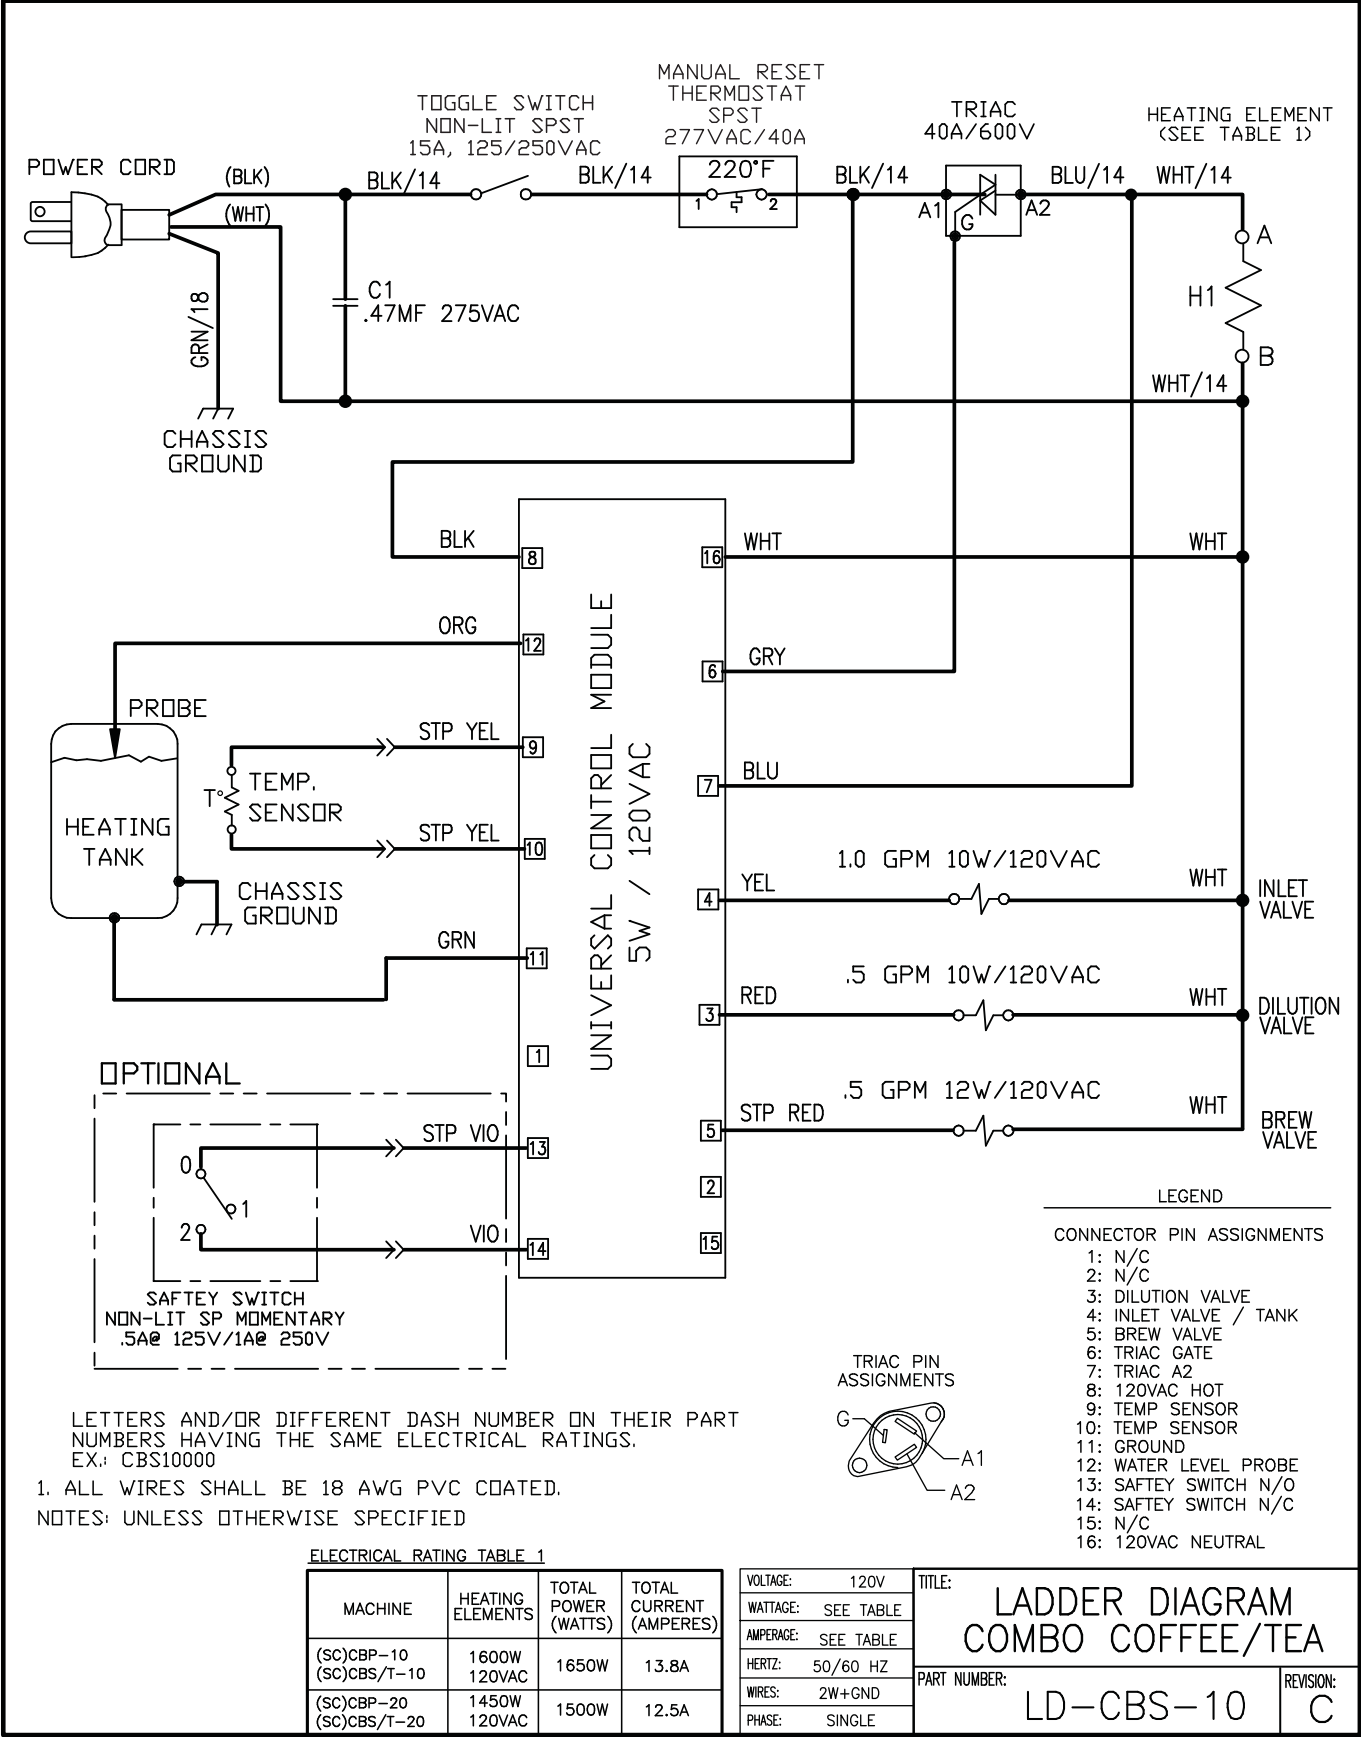 MANUAL RESET
THERMOSTAT
SPST
277VAC/40A
TOGGLE SWITCH
NON-LIT SPST
15A, 125/250VAC
TRIAC
40A/600V
HEATING ELEMENT
(SEE TABLE 1)
POWER CORD
(BLK)
BLK/14
BLK/14
220°F
1
2
BLK/14
BLU/14
WHT/14
(WHT)
A1
G
A2
A
H1
B
C1
.47MF 275VAC
GRN/18
WHT/14
CHASSIS
GROUND
BLK
8
16
WHT
WHT
ORG
12
6
GRY
PROBE
STP YEL
9
7
BLU
T°
TEMP.
SENSOR
HEATING
TANK
STP YEL
10
1.0 GPM 10W/120VAC
4
YEL
WHT
INLET
VALVE
CHASSIS
GROUND
GRN
11
UNIVERSAL CONTROL MODULE
5W / 120VAC
.5 GPM 10W/120VAC
3
RED
WHT
DILUTION
VALVE
1
OPTIONAL
.5 GPM 12W/120VAC
5
STP RED
WHT
BREW
VALVE
STP VIO
13
0
1
2
2
VIO
14
15
SAFTEY SWITCH
NON-LIT SP MOMENTARY
.5A@ 125V/1A@ 250V
LEGEND
CONNECTOR PIN ASSIGNMENTS
1: N/C
2: N/C
3: DILUTION VALVE
4: INLET VALVE / TANK
5: BREW VALVE
6: TRIAC GATE
7: TRIAC A2
8: 120VAC HOT
9: TEMP SENSOR
10: TEMP SENSOR
11: GROUND
12: WATER LEVEL PROBE
13: SAFTEY SWITCH N/O
14: SAFTEY SWITCH N/C
15: N/C
16: 120VAC NEUTRAL
TRIAC PIN
ASSIGNMENTS
G
A1
A2
LETTERS AND/OR DIFFERENT DASH NUMBER ON THEIR PART
NUMBERS HAVING THE SAME ELECTRICAL RATINGS.
EX.: CBS10000
1. ALL WIRES SHALL BE 18 AWG PVC COATED.
NOTES: UNLESS OTHERWISE SPECIFIED
ELECTRICAL RATING TABLE 1
MACHINE
HEATING
ELEMENTS
TOTAL
POWER
(WATTS)
TOTAL
CURRENT
(AMPERES)
(SC)CBP-10
(SC)CBS/T-10
1600W
120VAC
1650W
13.8A
(SC)CBP-20
(SC)CBS/T-20
1450W
120VAC
1500W
12.5A
VOLTAGE: 120V
WATTAGE: SEE TABLE
AMPERAGE: SEE TABLE
HERTZ: 50/60 HZ
WIRES: 2W+GND
PHASE: SINGLE
TITLE:
LADDER DIAGRAM
COMBO COFFEE/TEA
PART NUMBER:
LD-CBS-10
REVISION:
C